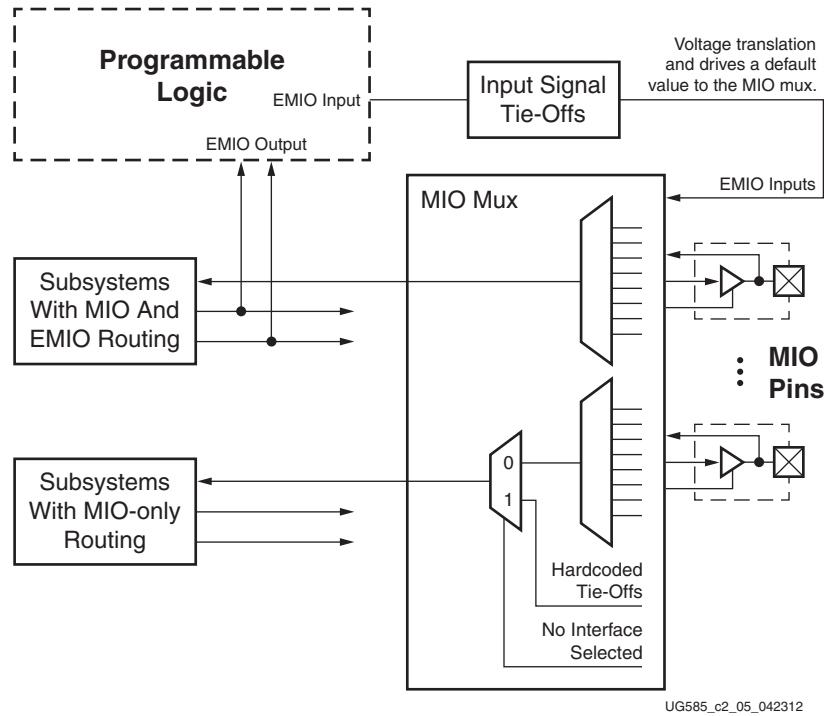 Programmable
Logic
EMIO Input
EMIO Output
Input Signal
Tie-Offs
Voltage translation
and drives a default
value to the MIO mux.
EMIO Inputs
MIO Mux
Subsystems
With MIO And
EMIO Routing
MIO
Pins
Subsystems
With MIO-only
Routing
0
1
Hardcoded
Tie-Offs
No Interface
Selected
UG585_c2_05_042312